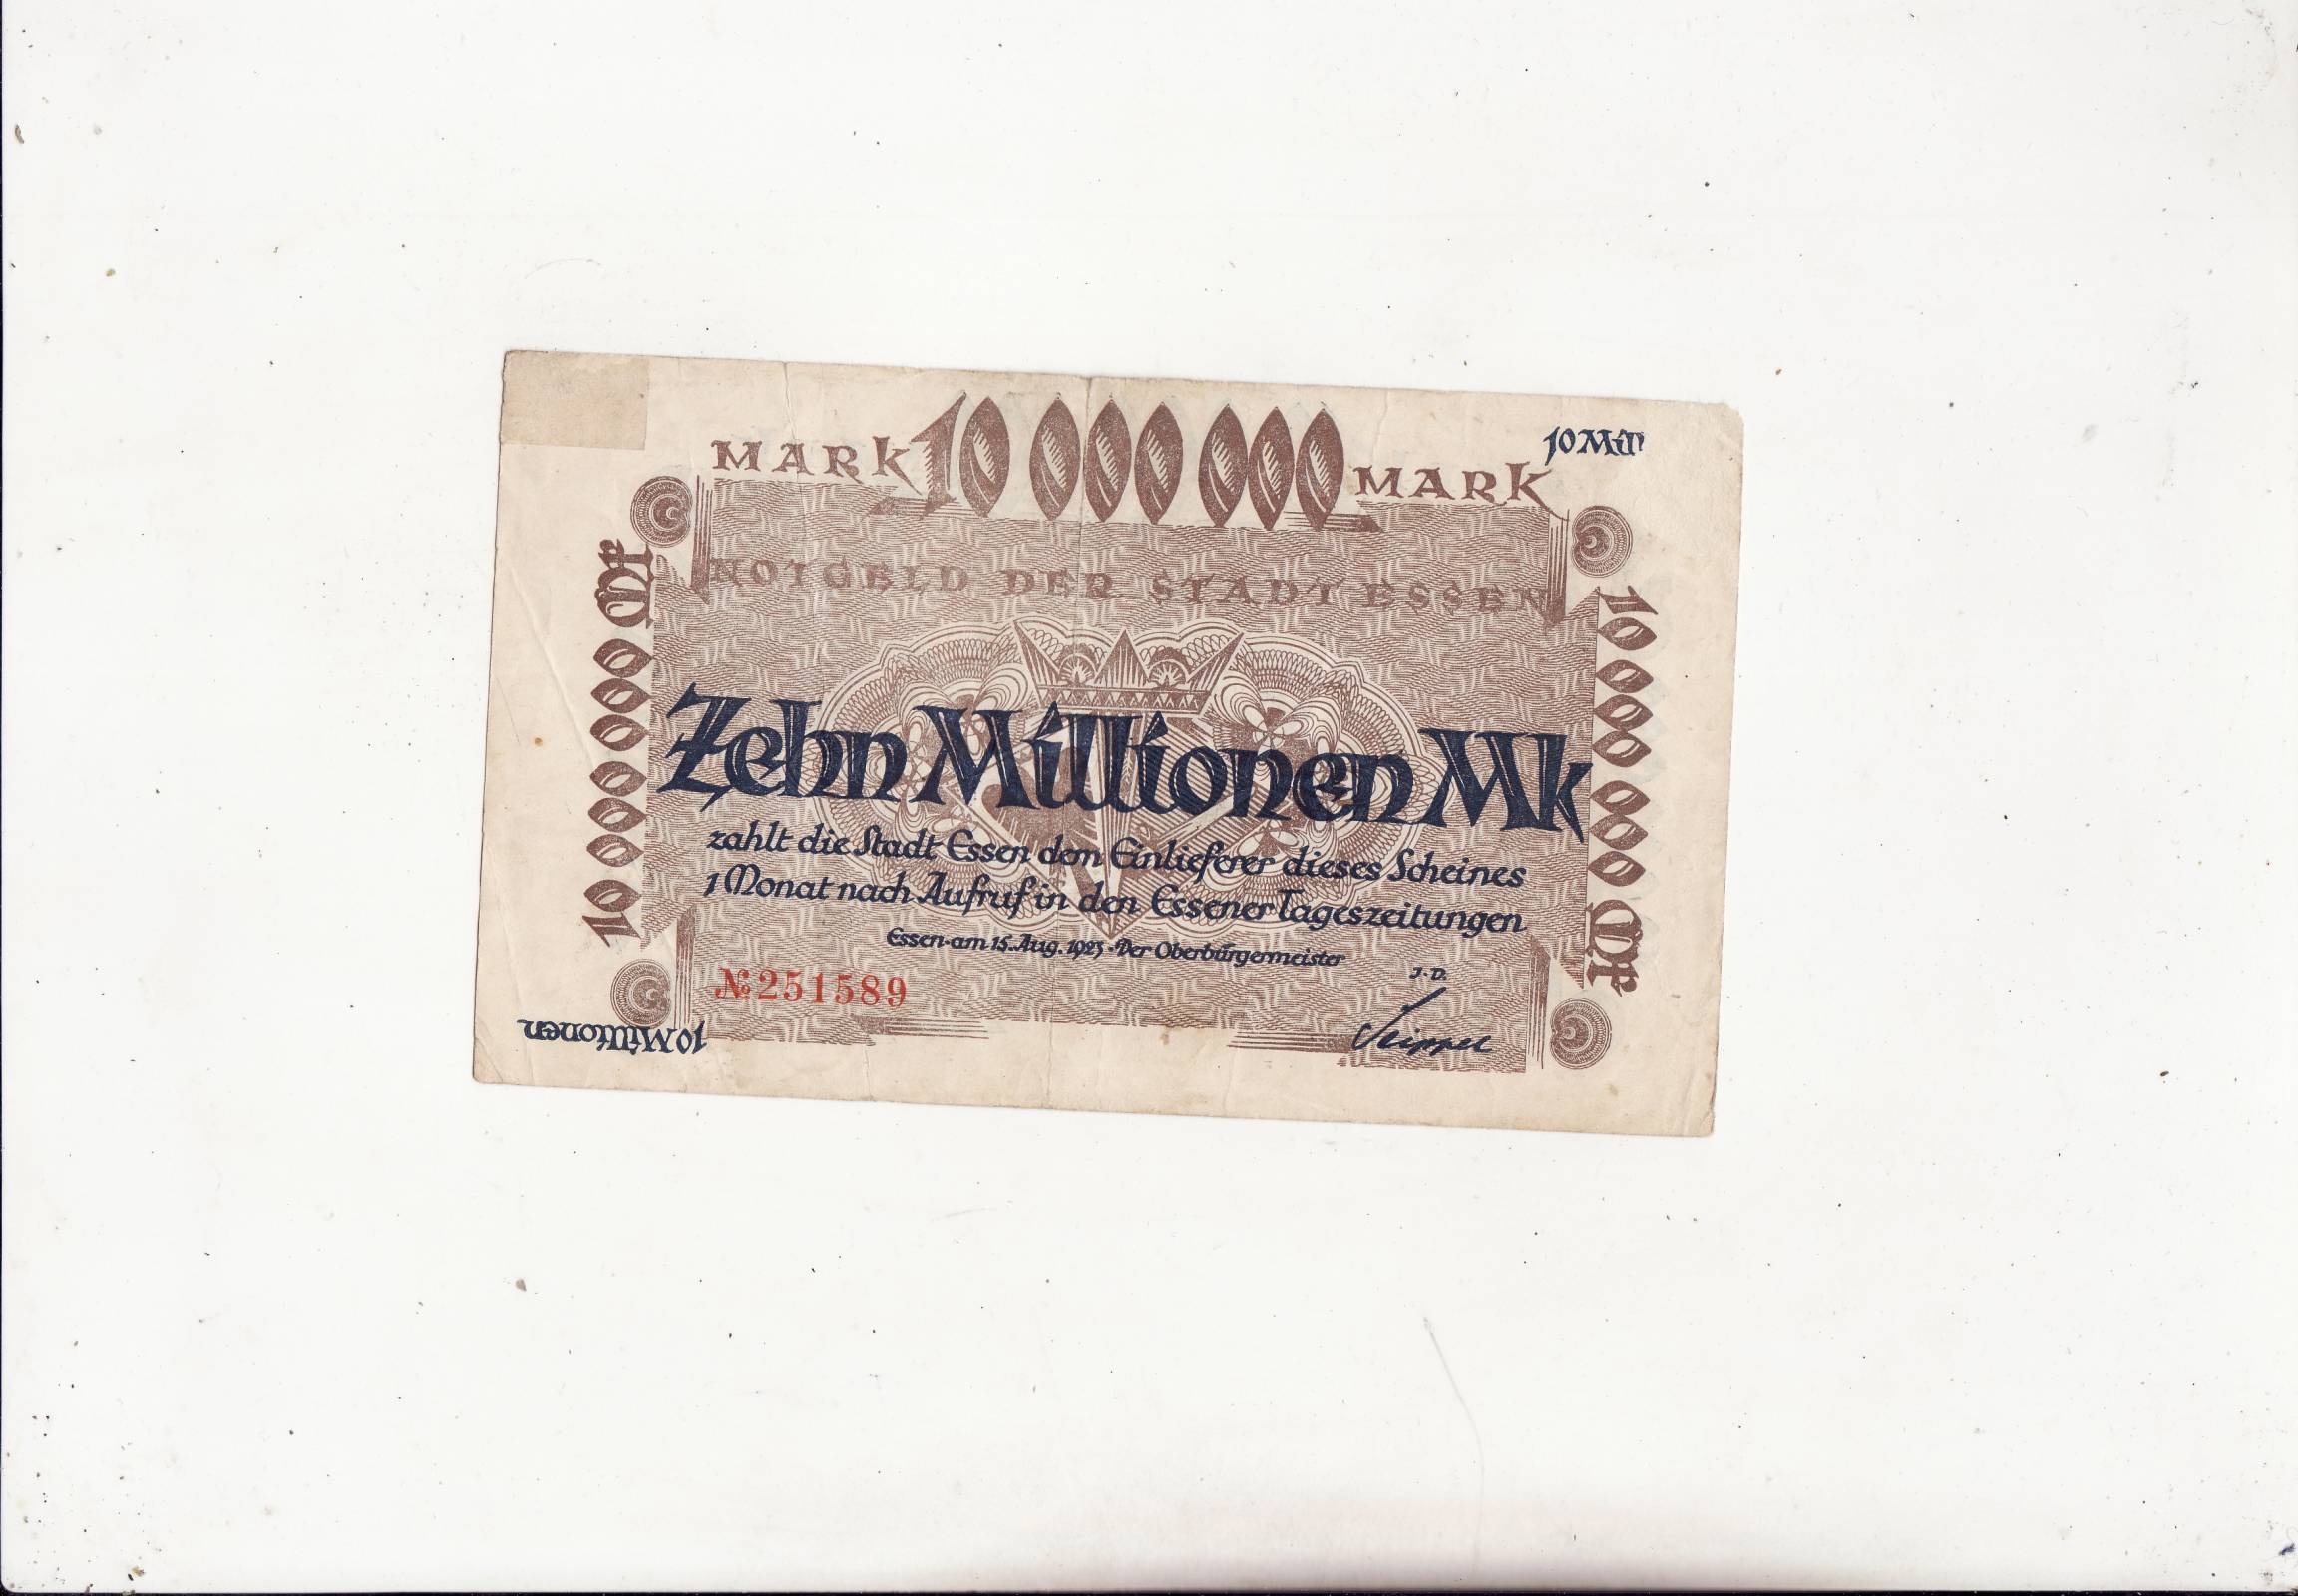 MARK 10 000 000 MARK
10 Mill
NOTGELD DER STADT ESSEN
10 000 000 Mk
10 000 000 Mk
Zehn Millionen Mk
zahlt die Stadt Essen dem Einlieferer dieses Scheines
1 Monat nach Aufruf in den Essener Tageszeitungen
Essen·am 15. Aug. 1923·Der Oberbürgermeister
J.D.
№ 251589
10 Millionen